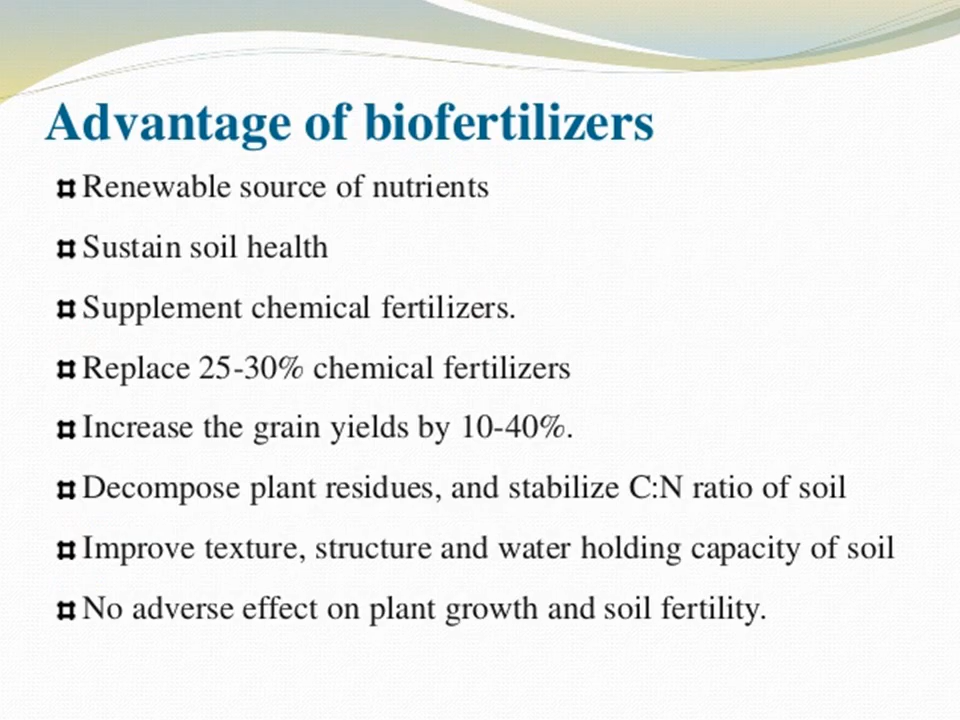 Advantage of biofertilizers
Renewable source of nutrients
Sustain soil health
Supplement chemical fertilizers.
Replace 25-30% chemical fertilizers
Increase the grain yields by 10-40%.
Decompose plant residues, and stabilize C:N ratio of soil
Improve texture, structure and water holding capacity of soil
No adverse effect on plant growth and soil fertility.